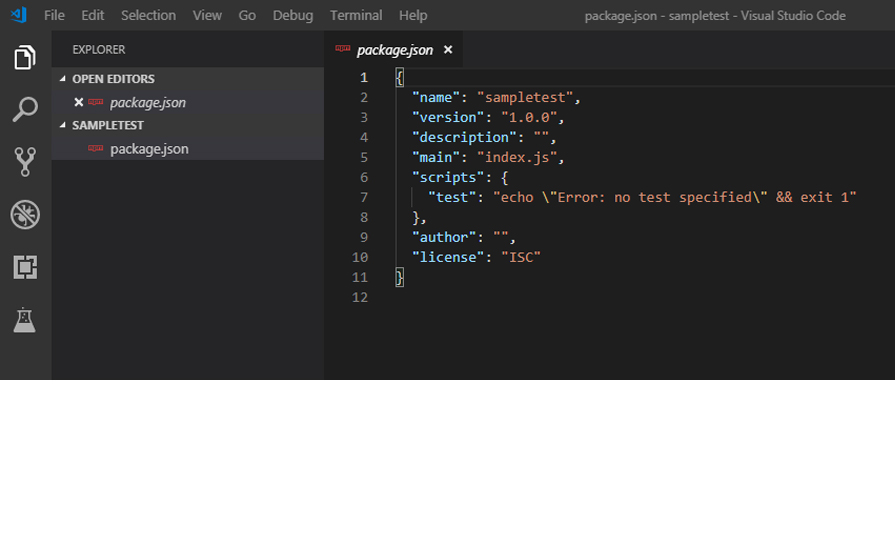 File Edit Selection View Go Debug Terminal Help package.json - sampletest - Visual Studio Code
EXPLORER
OPEN EDITORS
package.json
SAMPLETEST
package.json
package.json
1 {
2 "name": "sampletest",
3 "version": "1.0.0",
4 "description": "",
5 "main": "index.js",
6 "scripts": {
7 "test": "echo \"Error: no test specified\" && exit 1"
8 },
9 "author": "",
10 "license": "ISC"
11 }
12